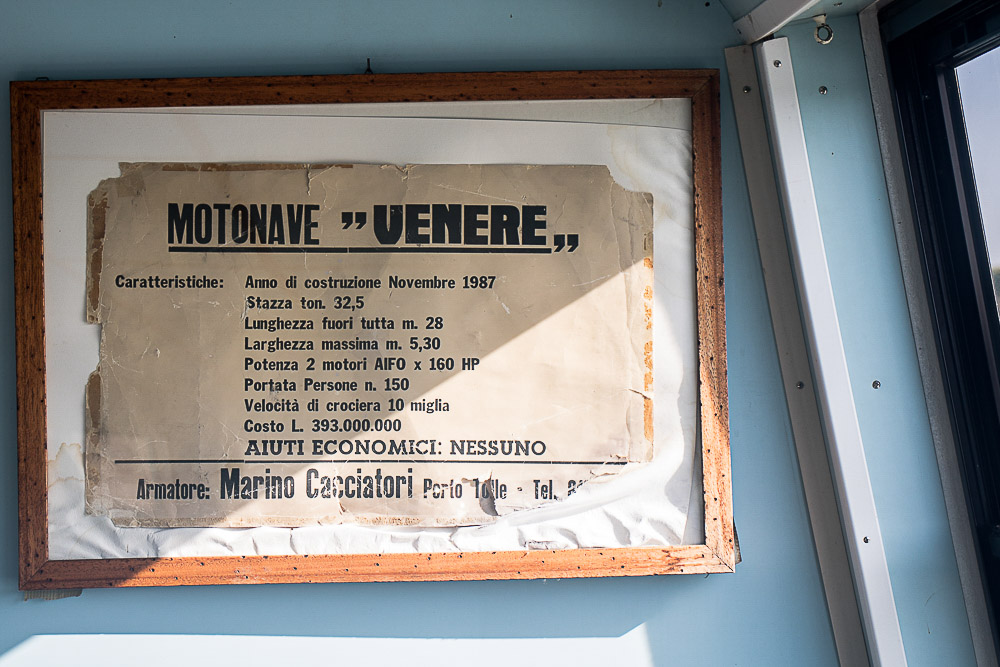 MOTONAVE „VENERE„
Caratteristiche: Anno di costruzione Novembre 1987
Stazza ton. 32,5
Lunghezza fuori tutta m. 28
Larghezza massima m. 5,30
Potenza 2 motori AIFO x 160 HP
Portata Persone n. 150
Velocità di crociera 10 miglia
Costo L. 393.000.000
AIUTI ECONOMICI: NESSUNO
Armatore: Marino Cacciatori Porto Tolle - Tel.